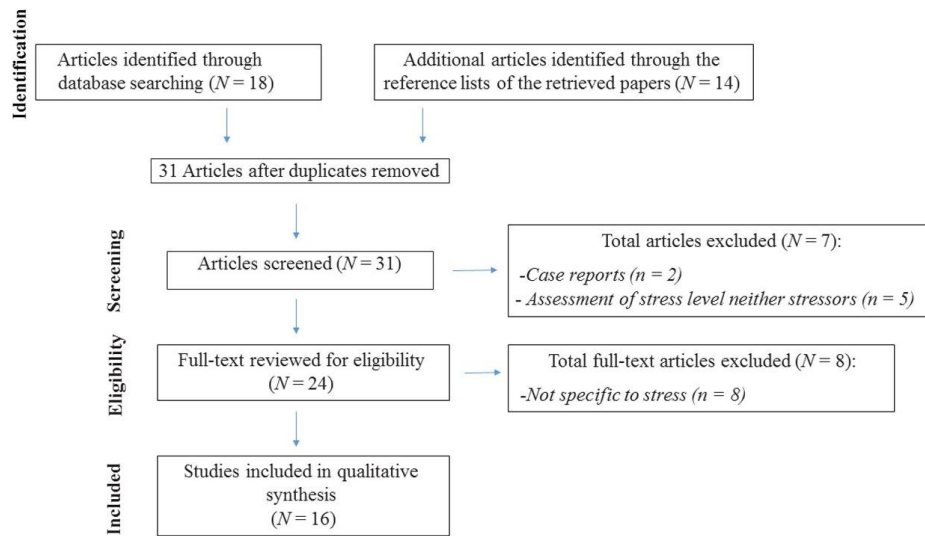 Identification
Articles identified through
database searching (N = 18)
Additional articles identified through the
reference lists of the retrieved papers (N = 14)
31 Articles after duplicates removed
Screening
Articles screened (N = 31)
Total articles excluded (N = 7):
-Case reports (n = 2)
- Assessment of stress level neither stressors (n = 5)
Eligibility
Full-text reviewed for eligibility
(N = 24)
Total full-text articles excluded (N = 8):
-Not specific to stress (n = 8)
Included
Studies included in qualitative
synthesis
(N = 16)